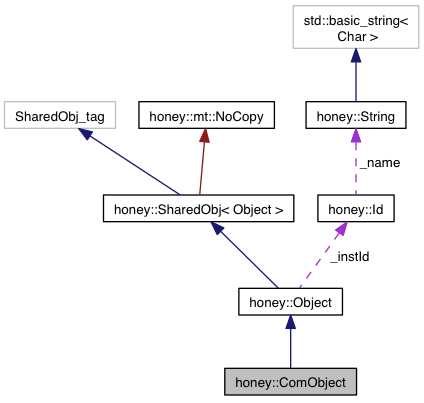 std::basic_string<
Char >
SharedObj_tag
honey::mt::NoCopy
honey::String
_name
honey::SharedObj< Object >
honey::Id
_instId
honey::Object
honey::ComObject